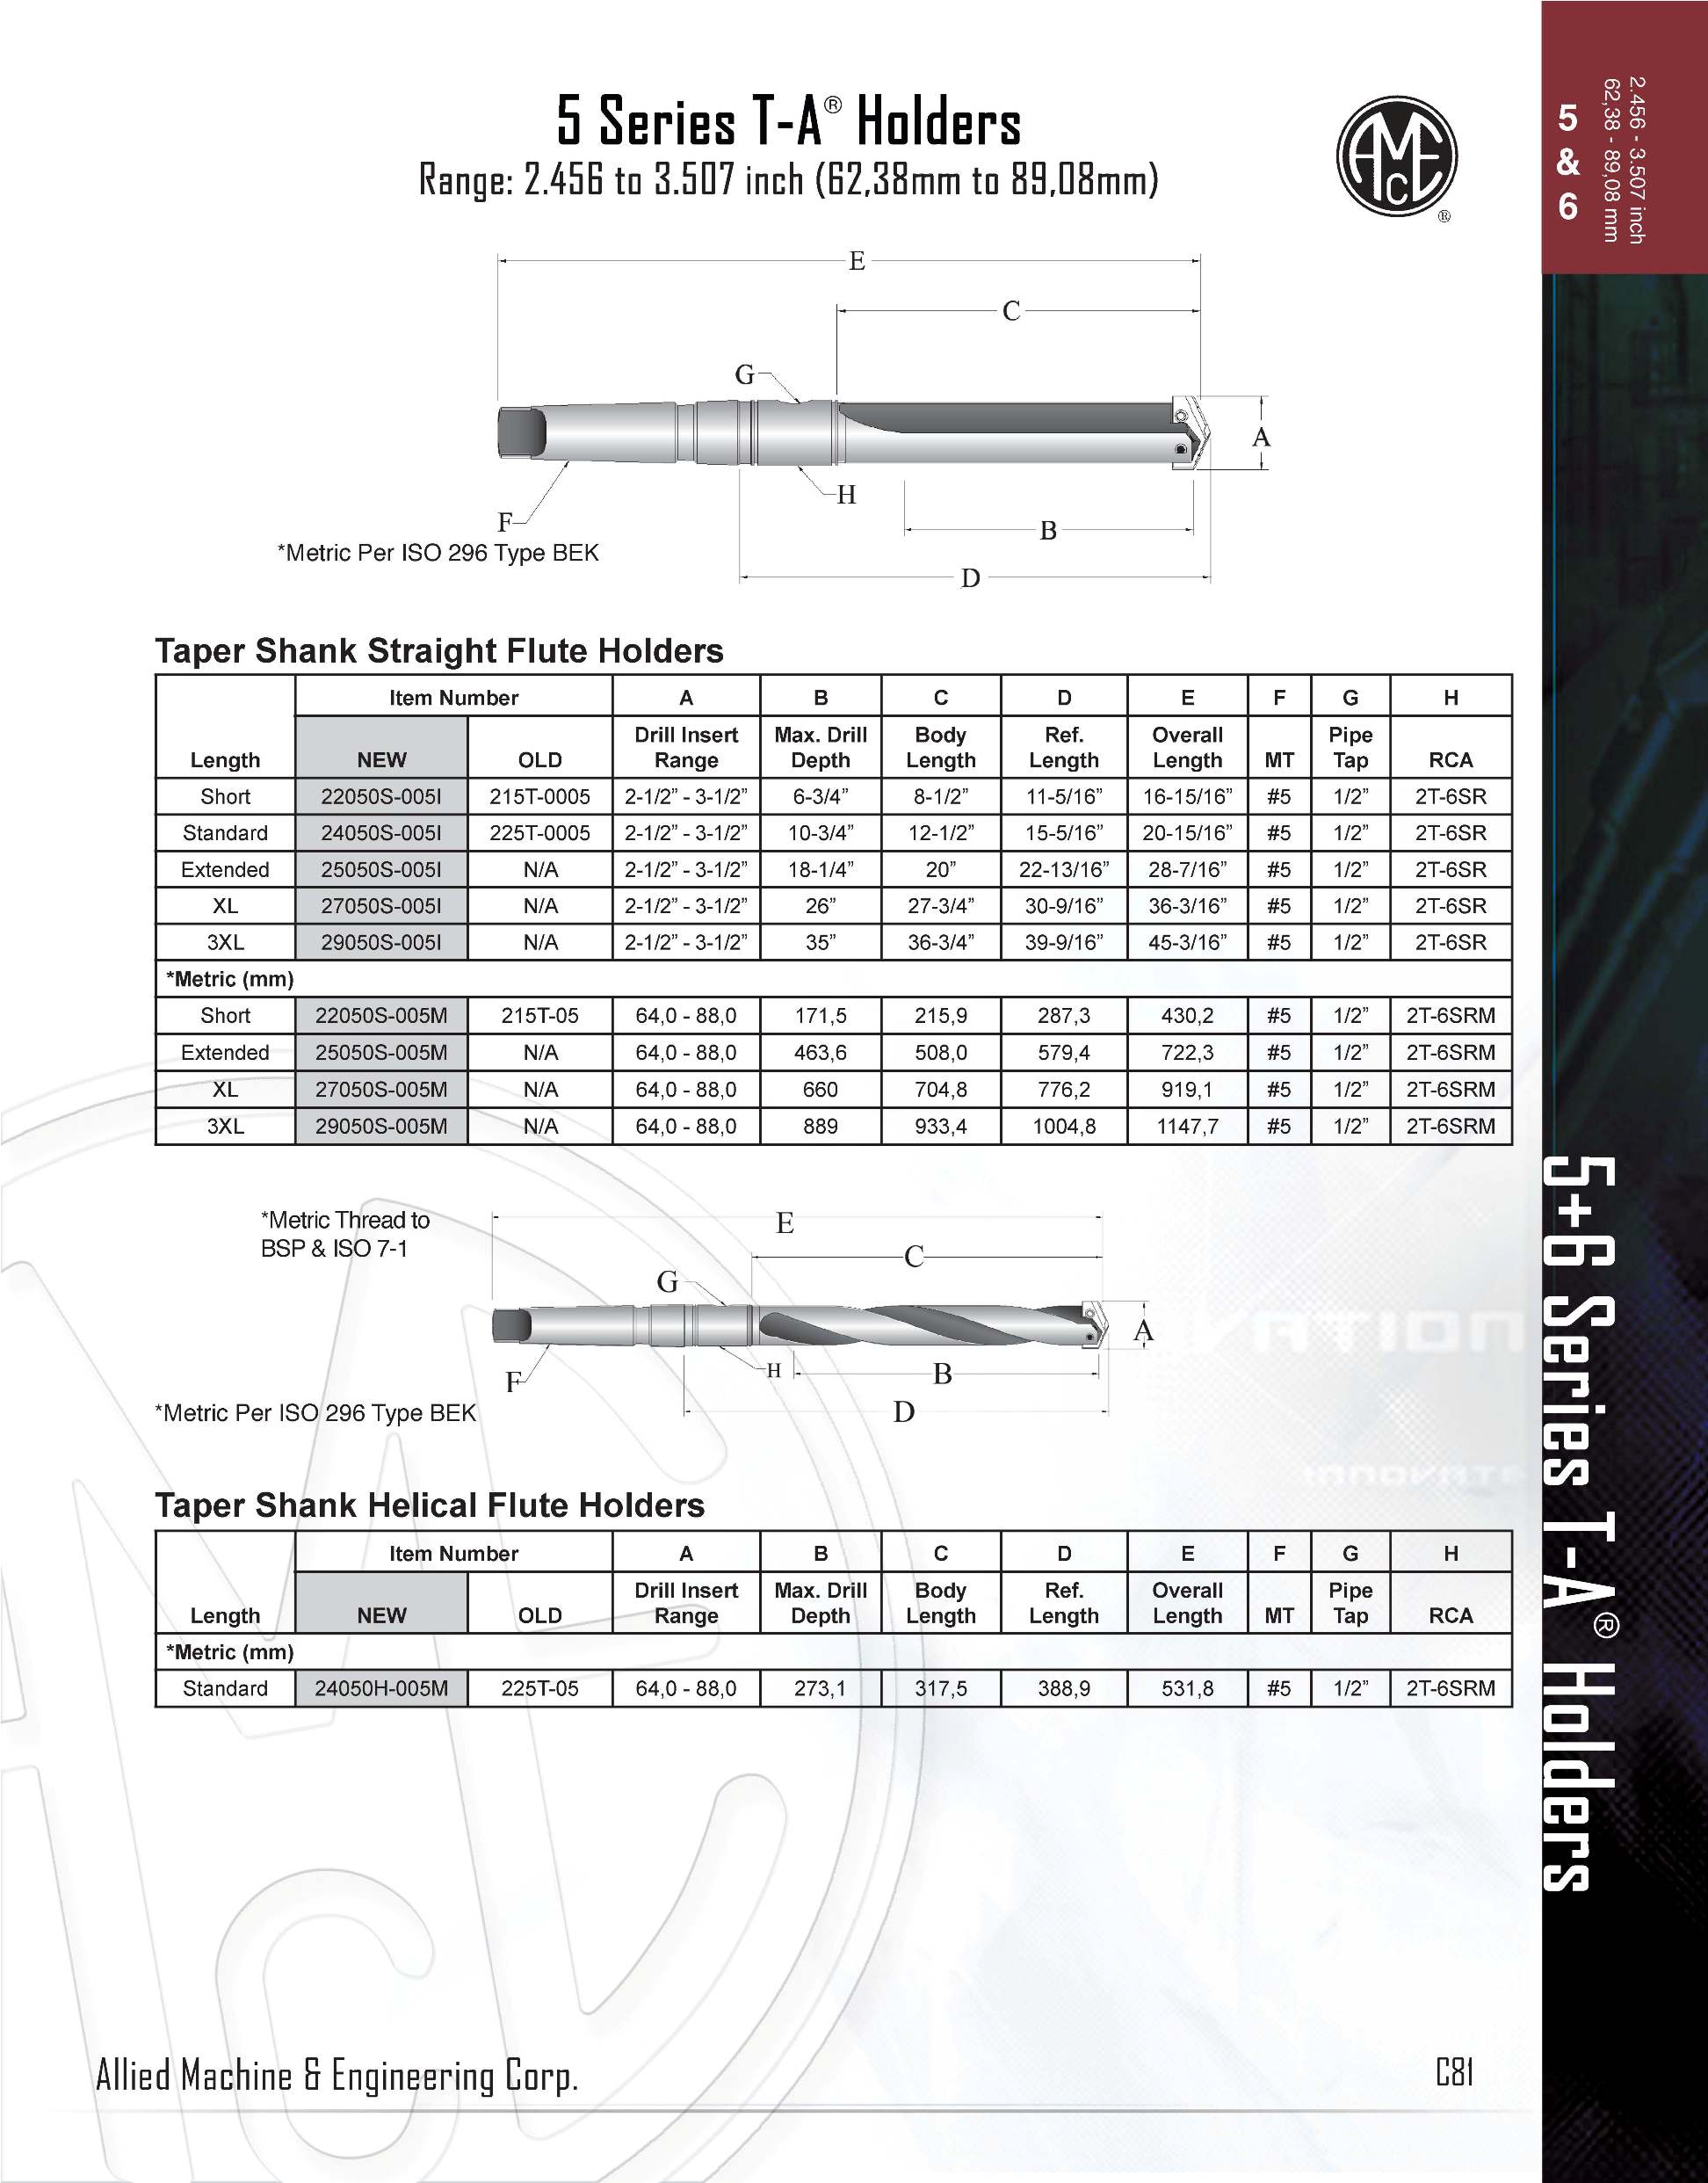 5 Series T-A® Holders
Range: 2.456 to 3.507 inch (62,38mm to 89,08mm)
AMEC
®
5
&
6
2.456 - 3.507 inch
62,38 - 89,08 mm
E
C
G
A
H
F
B
*Metric Per ISO 296 Type BEK
D
Taper Shank Straight Flute Holders
Item Number A B C D E F G H
Length NEW OLD Drill Insert Range Max. Drill Depth Body Length Ref. Length Overall Length MT Pipe Tap RCA
Short 22050S-005I 215T-0005 2-1/2” - 3-1/2” 6-3/4” 8-1/2” 11-5/16” 16-15/16” #5 1/2” 2T-6SR
Standard 24050S-005I 225T-0005 2-1/2” - 3-1/2” 10-3/4” 12-1/2” 15-5/16” 20-15/16” #5 1/2” 2T-6SR
Extended 25050S-005I N/A 2-1/2” - 3-1/2” 18-1/4” 20” 22-13/16” 28-7/16” #5 1/2” 2T-6SR
XL 27050S-005I N/A 2-1/2” - 3-1/2” 26” 27-3/4” 30-9/16” 36-3/16” #5 1/2” 2T-6SR
3XL 29050S-005I N/A 2-1/2” - 3-1/2” 35” 36-3/4” 39-9/16” 45-3/16” #5 1/2” 2T-6SR
*Metric (mm)
Short 22050S-005M 215T-05 64,0 - 88,0 171,5 215,9 287,3 430,2 #5 1/2” 2T-6SRM
Extended 25050S-005M N/A 64,0 - 88,0 463,6 508,0 579,4 722,3 #5 1/2” 2T-6SRM
XL 27050S-005M N/A 64,0 - 88,0 660 704,8 776,2 919,1 #5 1/2” 2T-6SRM
3XL 29050S-005M N/A 64,0 - 88,0 889 933,4 1004,8 1147,7 #5 1/2” 2T-6SRM
*Metric Thread to
BSP & ISO 7-1
E
C
G
A
H
F
B
D
*Metric Per ISO 296 Type BEK
Taper Shank Helical Flute Holders
Item Number A B C D E F G H
Length NEW OLD Drill Insert Range Max. Drill Depth Body Length Ref. Length Overall Length MT Pipe Tap RCA
*Metric (mm)
Standard 24050H-005M 225T-05 64,0 - 88,0 273,1 317,5 388,9 531,8 #5 1/2” 2T-6SRM
5+6 Series T-A® Holders
Allied Machine & Engineering Corp.
C81